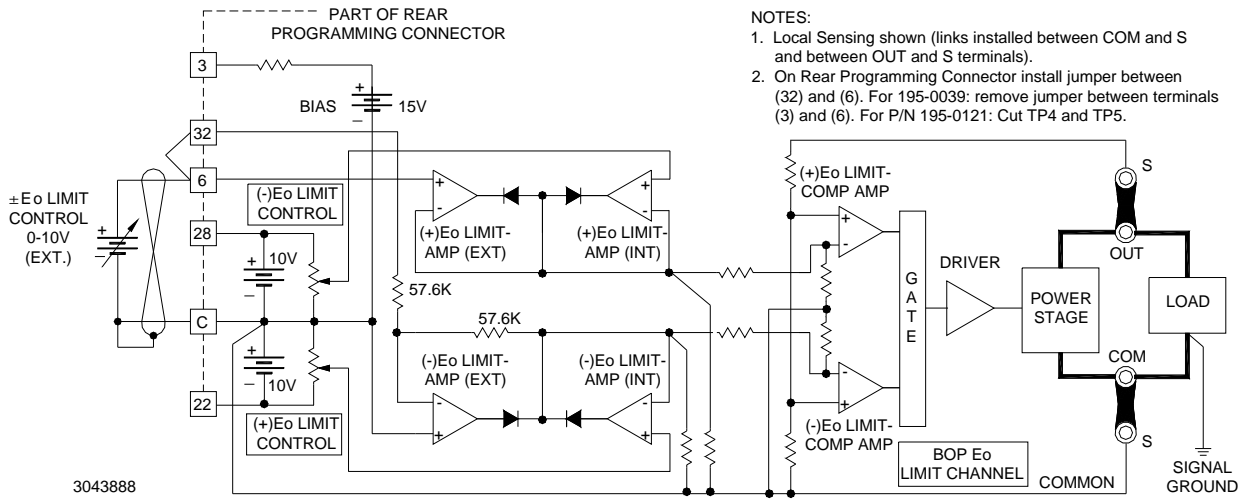 PART OF REAR
PROGRAMMING CONNECTOR
NOTES:
1. Local Sensing shown (links installed between COM and S
and between OUT and S terminals).
2. On Rear Programming Connector install jumper between
(32) and (6). For 195-0039: remove jumper between terminals
(3) and (6). For P/N 195-0121: Cut TP4 and TP5.
3
BIAS
+
–
15V
32
6
±Eo LIMIT
CONTROL
0-10V
(EXT.)
+
–
(-)Eo LIMIT
CONTROL
28
+
10V
–
C
+
10V
–
22
(+)Eo LIMIT
CONTROL
+
-
(+)Eo LIMIT-
AMP (EXT)
+
-
(+)Eo LIMIT-
AMP (INT)
57.6K
57.6K
(-)Eo LIMIT-
AMP (EXT)
-
+
(-)Eo LIMIT-
AMP (INT)
-
+
(+)Eo LIMIT-
COMP AMP
+
-
-
+
(-)Eo LIMIT-
COMP AMP
GATE
DRIVER
POWER
STAGE
S
OUT
LOAD
COM
S
BOP Eo
LIMIT CHANNEL
COMMON
SIGNAL
GROUND
3043888